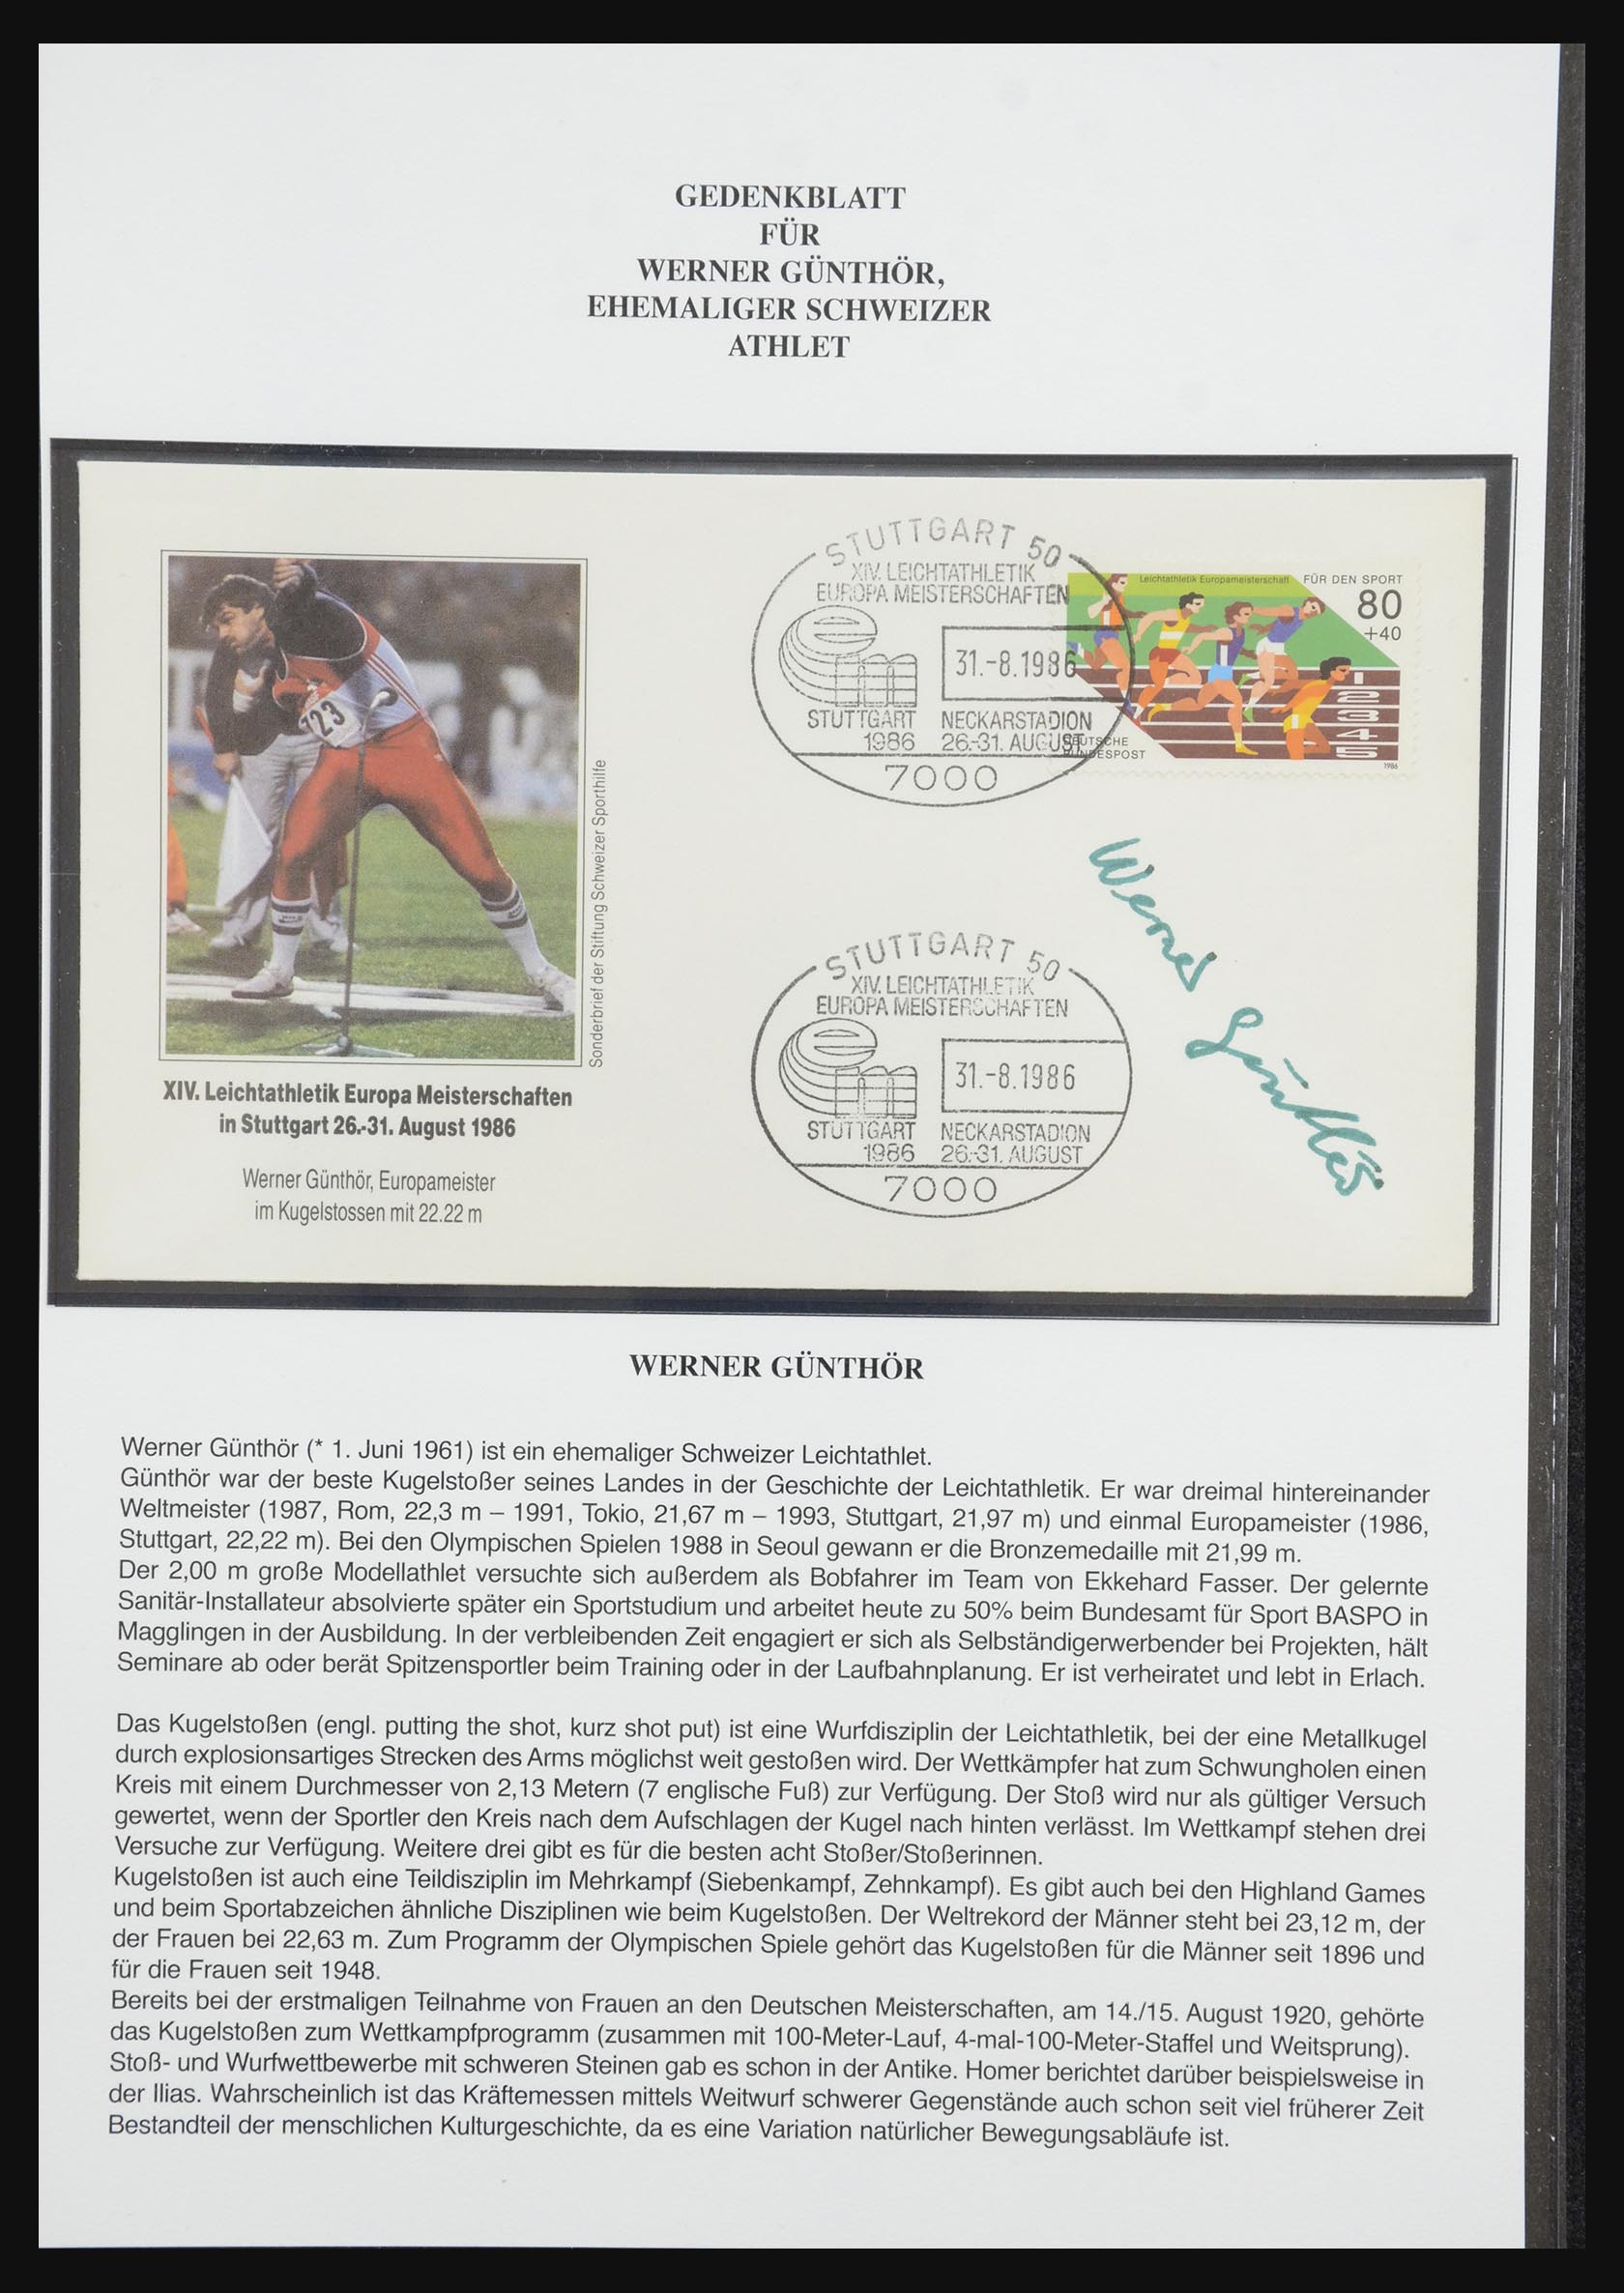 GEDENKBLATT
FÜR
WERNER GÜNTHÖR,
EHEMALIGER SCHWEIZER
ATHLET
723
Sonderbrief der Stiftung Schweizer Sporthilfe
XIV. Leichtathletik Europa Meisterschaften
in Stuttgart 26.-31. August 1986
Werner Günthör, Europameister
im Kugelstossen mit 22.22 m
STUTTGART 50
XIV. LEICHTATHLETIK
EUROPA MEISTERSCHAFTEN
em
31.-8.1986
STUTTGART NECKARSTADION
1986 26.-31. AUGUST
7000
Leichtathletik Europameisterschaft FÜR DEN SPORT
80
+40
1
2
3
4
5
DEUTSCHE
BUNDESPOST
1986
STUTTGART 50
XIV. LEICHTATHLETIK
EUROPA MEISTERSCHAFTEN
em
31.-8.1986
STUTTGART NECKARSTADION
1986 26.-31. AUGUST
7000
Werner Günthör
WERNER GÜNTHÖR
Werner Günthör (* 1. Juni 1961) ist ein ehemaliger Schweizer Leichtathlet.
Günthör war der beste Kugelstoßer seines Landes in der Geschichte der Leichtathletik. Er war dreimal hintereinander
Weltmeister (1987, Rom, 22,3 m – 1991, Tokio, 21,67 m – 1993, Stuttgart, 21,97 m) und einmal Europameister (1986,
Stuttgart, 22,22 m). Bei den Olympischen Spielen 1988 in Seoul gewann er die Bronzemedaille mit 21,99 m.
Der 2,00 m große Modellathlet versuchte sich außerdem als Bobfahrer im Team von Ekkehard Fasser. Der gelernte
Sanitär-Installateur absolvierte später ein Sportstudium und arbeitet heute zu 50% beim Bundesamt für Sport BASPO in
Magglingen in der Ausbildung. In der verbleibenden Zeit engagiert er sich als Selbständigerwerbender bei Projekten, hält
Seminare ab oder berät Spitzensportler beim Training oder in der Laufbahnplanung. Er ist verheiratet und lebt in Erlach.
Das Kugelstoßen (engl. putting the shot, kurz shot put) ist eine Wurfdisziplin der Leichtathletik, bei der eine Metallkugel
durch explosionsartiges Strecken des Arms möglichst weit gestoßen wird. Der Wettkämpfer hat zum Schwungholen einen
Kreis mit einem Durchmesser von 2,13 Metern (7 englische Fuß) zur Verfügung. Der Stoß wird nur als gültiger Versuch
gewertet, wenn der Sportler den Kreis nach dem Aufschlagen der Kugel nach hinten verlässt. Im Wettkampf stehen drei
Versuche zur Verfügung. Weitere drei gibt es für die besten acht Stoßer/Stoßerinnen.
Kugelstoßen ist auch eine Teildisziplin im Mehrkampf (Siebenkampf, Zehnkampf). Es gibt auch bei den Highland Games
und beim Sportabzeichen ähnliche Disziplinen wie beim Kugelstoßen. Der Weltrekord der Männer steht bei 23,12 m, der
der Frauen bei 22,63 m. Zum Programm der Olympischen Spiele gehört das Kugelstoßen für die Männer seit 1896 und
für die Frauen seit 1948.
Bereits bei der erstmaligen Teilnahme von Frauen an den Deutschen Meisterschaften, am 14./15. August 1920, gehörte
das Kugelstoßen zum Wettkampfprogramm (zusammen mit 100-Meter-Lauf, 4-mal-100-Meter-Staffel und Weitsprung).
Stoß- und Wurfwettbewerbe mit schweren Steinen gab es schon in der Antike. Homer berichtet darüber beispielsweise in
der Ilias. Wahrscheinlich ist das Kräftemessen mittels Weitwurf schwerer Gegenstände auch schon seit viel früherer Zeit
Bestandteil der menschlichen Kulturgeschichte, da es eine Variation natürlicher Bewegungsabläufe ist.